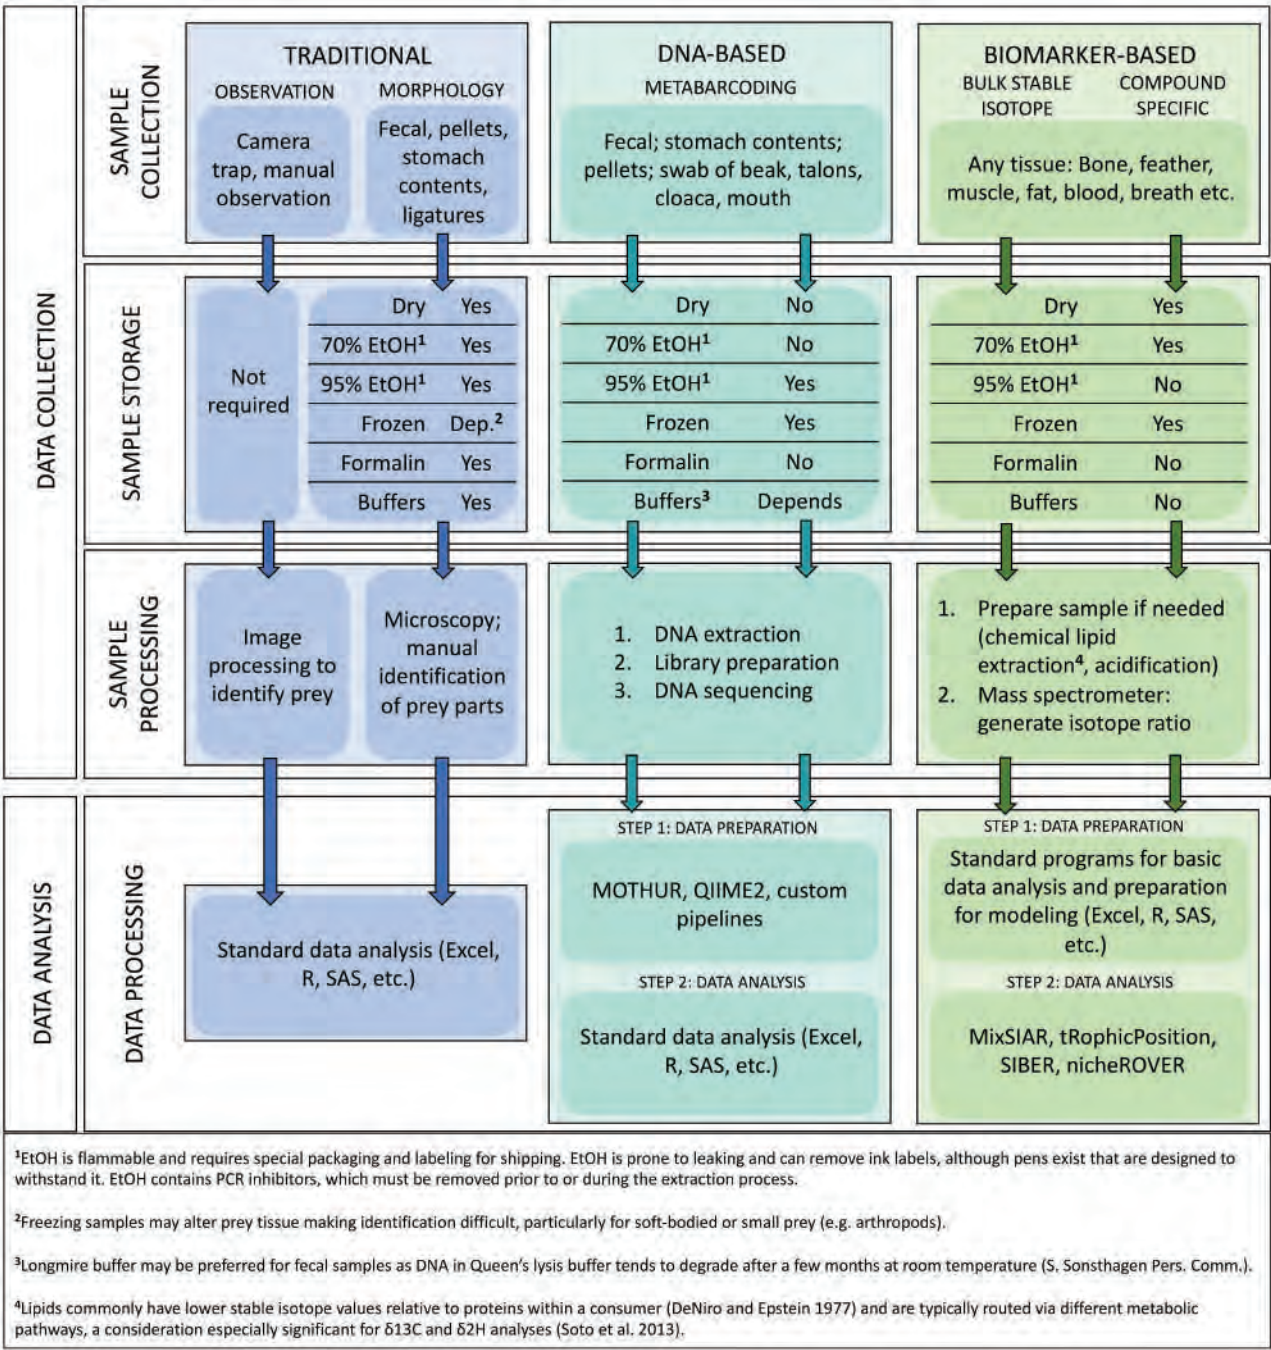 DATA COLLECTION
SAMPLE
COLLECTION
TRADITIONAL
OBSERVATION
Camera
trap, manual
observation
MORPHOLOGY
Fecal, pellets,
stomach
contents,
ligatures
DNA-BASED
METABARCODING
Fecal; stomach contents;
pellets; swab of beak, talons,
cloaca, mouth
BIOMARKER-BASED
BULK STABLE
ISOTOPE
COMPOUND
SPECIFIC
Any tissue: Bone, feather,
muscle, fat, blood, breath etc.
SAMPLE STORAGE
Not
required
Dry Yes
70% EtOH¹ Yes
95% EtOH¹ Yes
Frozen Dep.²
Formalin Yes
Buffers Yes
Dry No
70% EtOH¹ No
95% EtOH¹ Yes
Frozen Yes
Formalin No
Buffers³ Depends
Dry Yes
70% EtOH¹ Yes
95% EtOH¹ No
Frozen Yes
Formalin No
Buffers No
SAMPLE
PROCESSING
Image
processing to
identify prey
Microscopy;
manual
identification
of prey parts
1. DNA extraction
2. Library preparation
3. DNA sequencing
1. Prepare sample if needed
(chemical lipid
extraction⁴, acidification)
2. Mass spectrometer:
generate isotope ratio
DATA ANALYSIS
DATA PROCESSING
Standard data analysis (Excel,
R, SAS, etc.)
STEP 1: DATA PREPARATION
MOTHUR, QIIME2, custom
pipelines
STEP 2: DATA ANALYSIS
Standard data analysis (Excel,
R, SAS, etc.)
STEP 1: DATA PREPARATION
Standard programs for basic
data analysis and preparation
for modeling (Excel, R, SAS,
etc.)
STEP 2: DATA ANALYSIS
MixSIAR, tRophicPosition,
SIBER, nicheROVER
¹EtOH is flammable and requires special packaging and labeling for shipping. EtOH is prone to leaking and can remove ink labels, although pens exist that are designed to
withstand it. EtOH contains PCR inhibitors, which must be removed prior to or during the extraction process.
²Freezing samples may alter prey tissue making identification difficult, particularly for soft-bodied or small prey (e.g. arthropods).
³Longmire buffer may be preferred for fecal samples as DNA in Queen's lysis buffer tends to degrade after a few months at room temperature (S. Sonsthagen Pers. Comm.).
⁴Lipids commonly have lower stable isotope values relative to proteins within a consumer (DeNiro and Epstein 1977) and are typically routed via different metabolic
pathways, a consideration especially significant for δ13C and δ2H analyses (Soto et al. 2013).